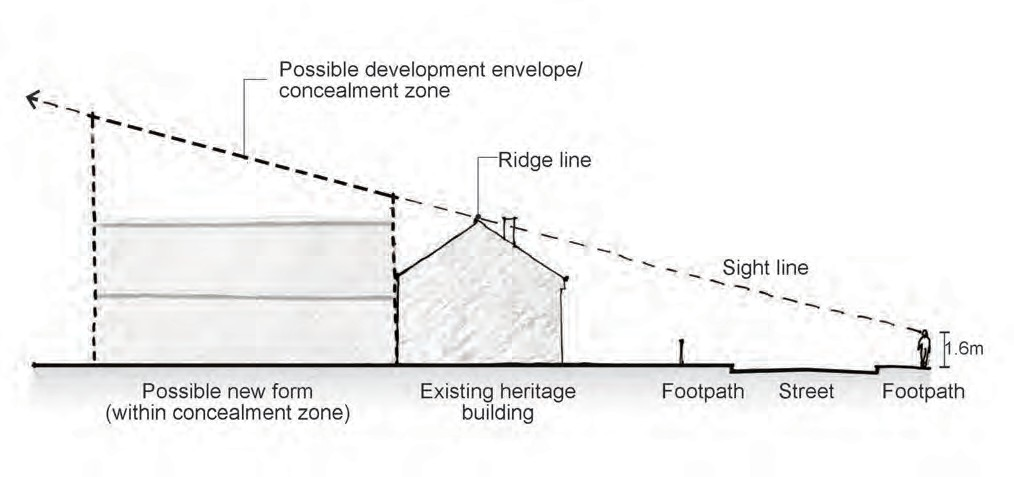 Possible development envelope/
concealment zone
Ridge line
Sight line
1.6m
Possible new form
(within concealment zone)
Existing heritage
building
Footpath
Street
Footpath